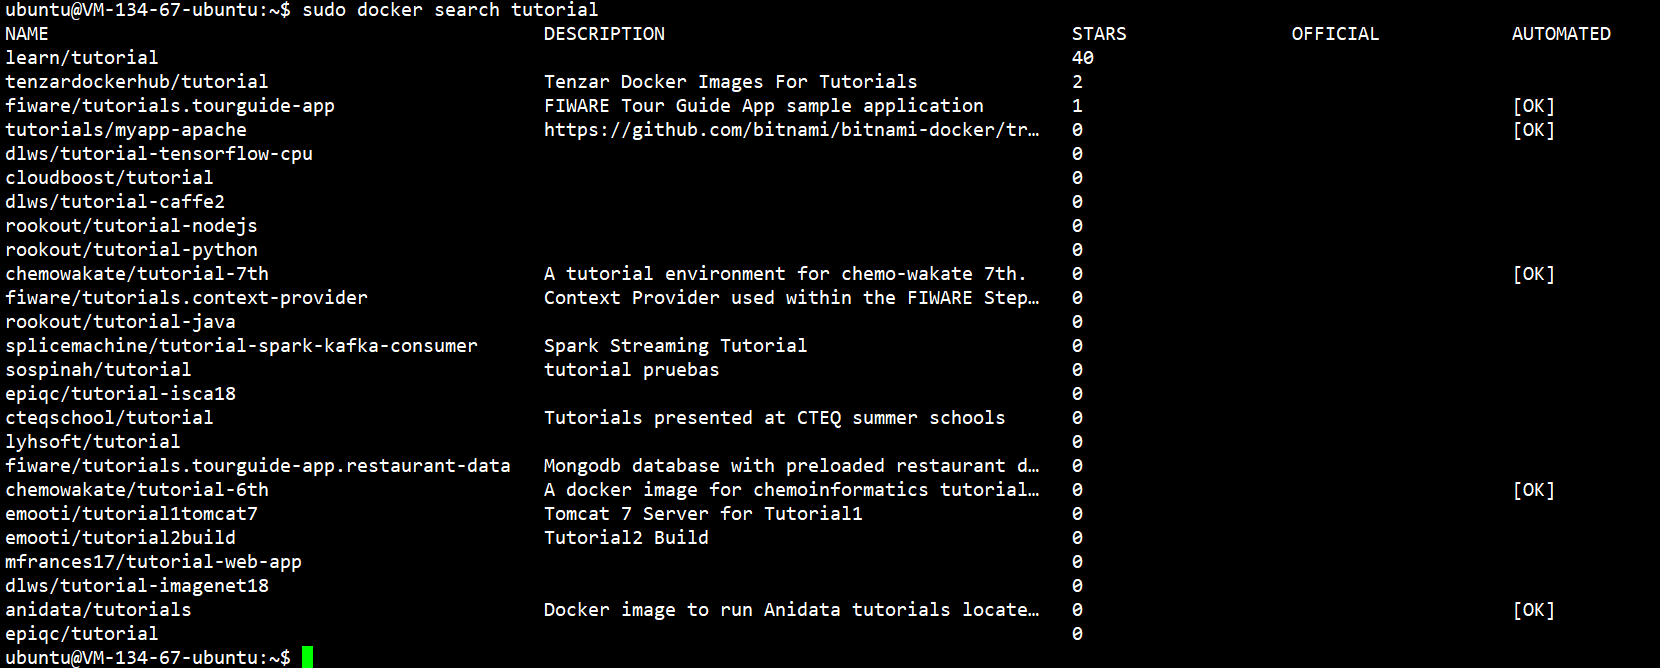 ubuntu@VM-134-67-ubuntu:~$ sudo docker search tutorial
NAME DESCRIPTION STARS OFFICIAL AUTOMATED
learn/tutorial 40
tenzardockerhub/tutorial Tenzar Docker Images For Tutorials 2
fiware/tutorials.tourguide-app FIWARE Tour Guide App sample application 1 [OK]
tutorials/myapp-apache https://github.com/bitnami/bitnami-docker/tr… 0 [OK]
dlws/tutorial-tensorflow-cpu 0
cloudboost/tutorial 0
dlws/tutorial-caffe2 0
rookout/tutorial-nodejs 0
rookout/tutorial-python 0
chemowakate/tutorial-7th A tutorial environment for chemo-wakate 7th. 0 [OK]
fiware/tutorials.context-provider Context Provider used within the FIWARE Step… 0
rookout/tutorial-java 0
splicemachine/tutorial-spark-kafka-consumer Spark Streaming Tutorial 0
sospinah/tutorial tutorial pruebas 0
epiqc/tutorial-isca18 0
cteqschool/tutorial Tutorials presented at CTEQ summer schools 0
lyhsoft/tutorial 0
fiware/tutorials.tourguide-app.restaurant-data Mongodb database with preloaded restaurant d… 0
chemowakate/tutorial-6th A docker image for chemoinformatics tutorial… 0 [OK]
emooti/tutorial1tomcat7 Tomcat 7 Server for Tutorial1 0
emooti/tutorial2build Tutorial2 Build 0
mfrances17/tutorial-web-app 0
dlws/tutorial-imagenet18 0
anidata/tutorials Docker image to run Anidata tutorials locate… 0 [OK]
epiqc/tutorial 0
ubuntu@VM-134-67-ubuntu:~$